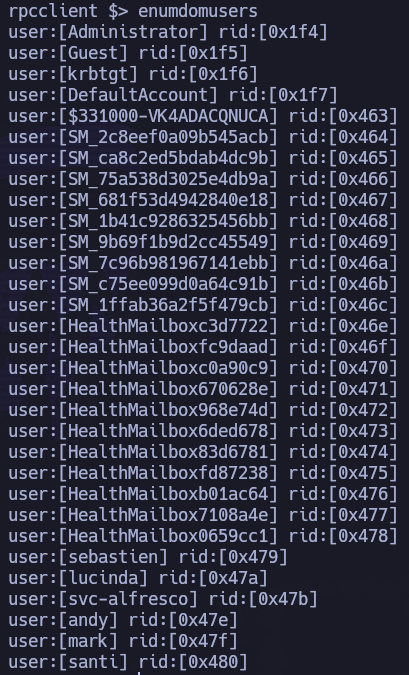 rpcclient $> enumdomusers
user:[Administrator] rid:[0x1f4]
user:[Guest] rid:[0x1f5]
user:[krbtgt] rid:[0x1f6]
user:[DefaultAccount] rid:[0x1f7]
user:[$331000-VK4ADACQNUCA] rid:[0x463]
user:[SM_2c8eef0a09b545acb] rid:[0x464]
user:[SM_ca8c2ed5bdab4dc9b] rid:[0x465]
user:[SM_75a538d3025e4db9a] rid:[0x466]
user:[SM_681f53d4942840e18] rid:[0x467]
user:[SM_1b41c9286325456bb] rid:[0x468]
user:[SM_9b69f1b9d2cc45549] rid:[0x469]
user:[SM_7c96b981967141ebb] rid:[0x46a]
user:[SM_c75ee099d0a64c91b] rid:[0x46b]
user:[SM_1ffab36a2f5f479cb] rid:[0x46c]
user:[HealthMailboxc3d7722] rid:[0x46e]
user:[HealthMailboxfc9daad] rid:[0x46f]
user:[HealthMailboxc0a90c9] rid:[0x470]
user:[HealthMailbox670628e] rid:[0x471]
user:[HealthMailbox968e74d] rid:[0x472]
user:[HealthMailbox6ded678] rid:[0x473]
user:[HealthMailbox83d6781] rid:[0x474]
user:[HealthMailboxfd87238] rid:[0x475]
user:[HealthMailboxb01ac64] rid:[0x476]
user:[HealthMailbox7108a4e] rid:[0x477]
user:[HealthMailbox0659cc1] rid:[0x478]
user:[sebastien] rid:[0x479]
user:[lucinda] rid:[0x47a]
user:[svc-alfresco] rid:[0x47b]
user:[andy] rid:[0x47e]
user:[mark] rid:[0x47f]
user:[santi] rid:[0x480]